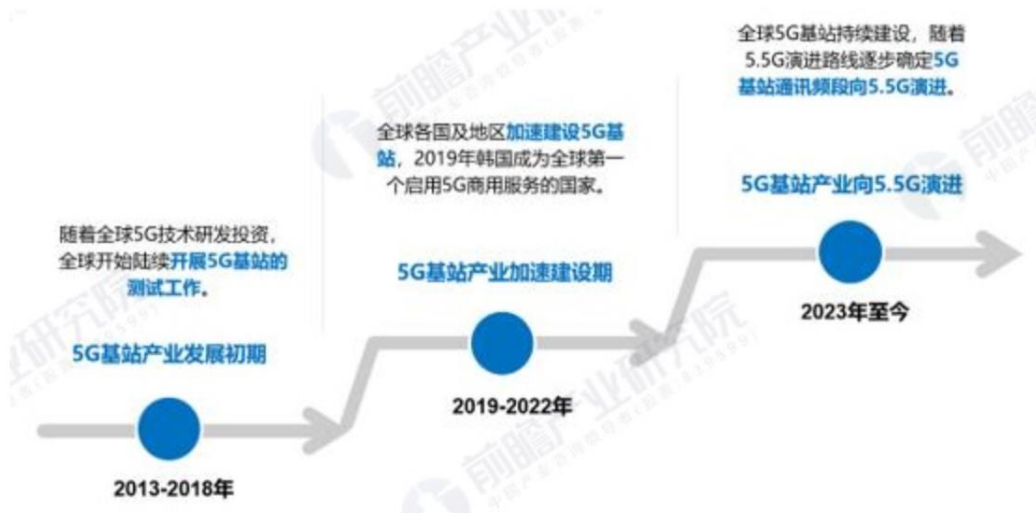 随着全球5G技术研发投资，
全球开始陆续开展5G基站的
测试工作。
5G基站产业发展初期
2013-2018年
全球各国及地区加速建设5G基
站，2019年韩国成为全球第一
个启用5G商用服务的国家。
5G基站产业加速建设期
2019-2022年
全球5G基站持续建设，随着
5.5G演进路线逐步确定5G
基站通讯频段向5.5G演进。
5G基站产业向5.5G演进
2023年至今
前瞻产业研究院